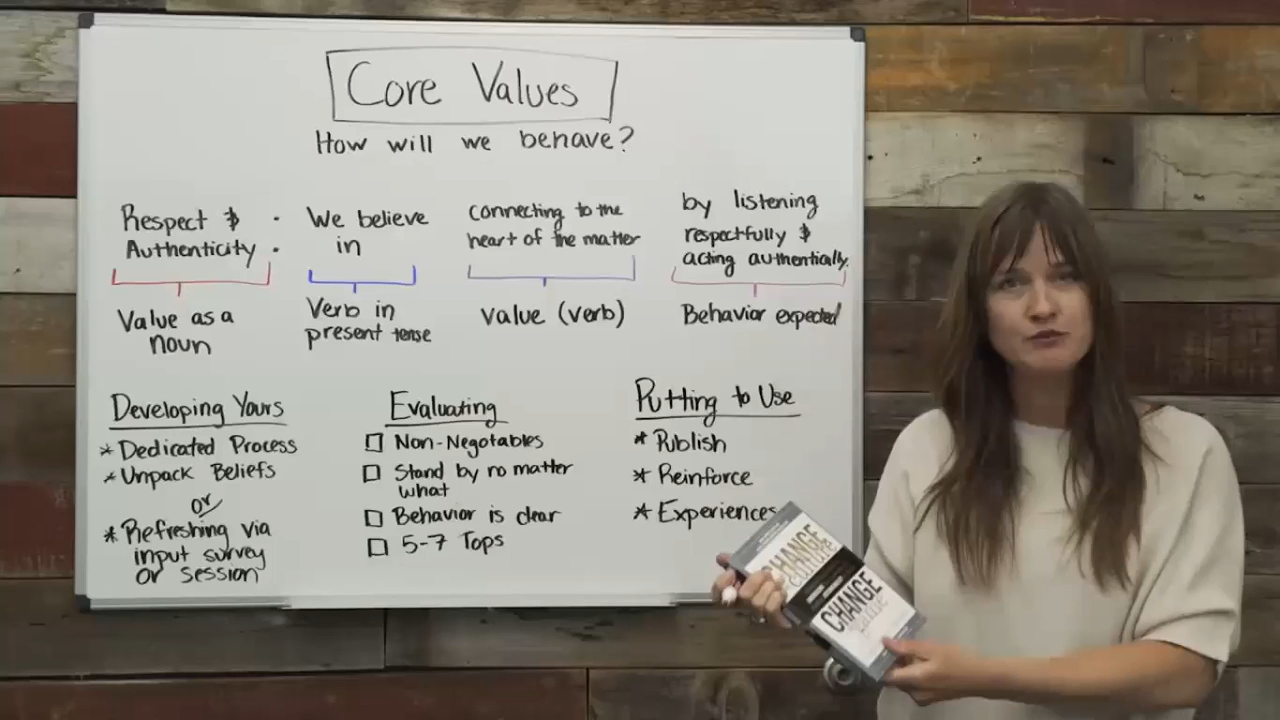 Core Values
How will we behave?
Respect &
Authenticity :
We believe
in
connecting to the
heart of the matter
by listening
respectfully &
acting authentically.
Value as a
noun
Verb in
present tense
value (verb)
Behavior expected
Developing Yours
* Dedicated Process
* Unpack Beliefs
or
* Refreshing via
input survey
or session
Evaluating
Non-Negotables
Stand by no matter
what
Behavior is clear
5-7 Tops
Putting to Use
* Publish
* Reinforce
* Experiences
CHANGE
culture
CHANGE